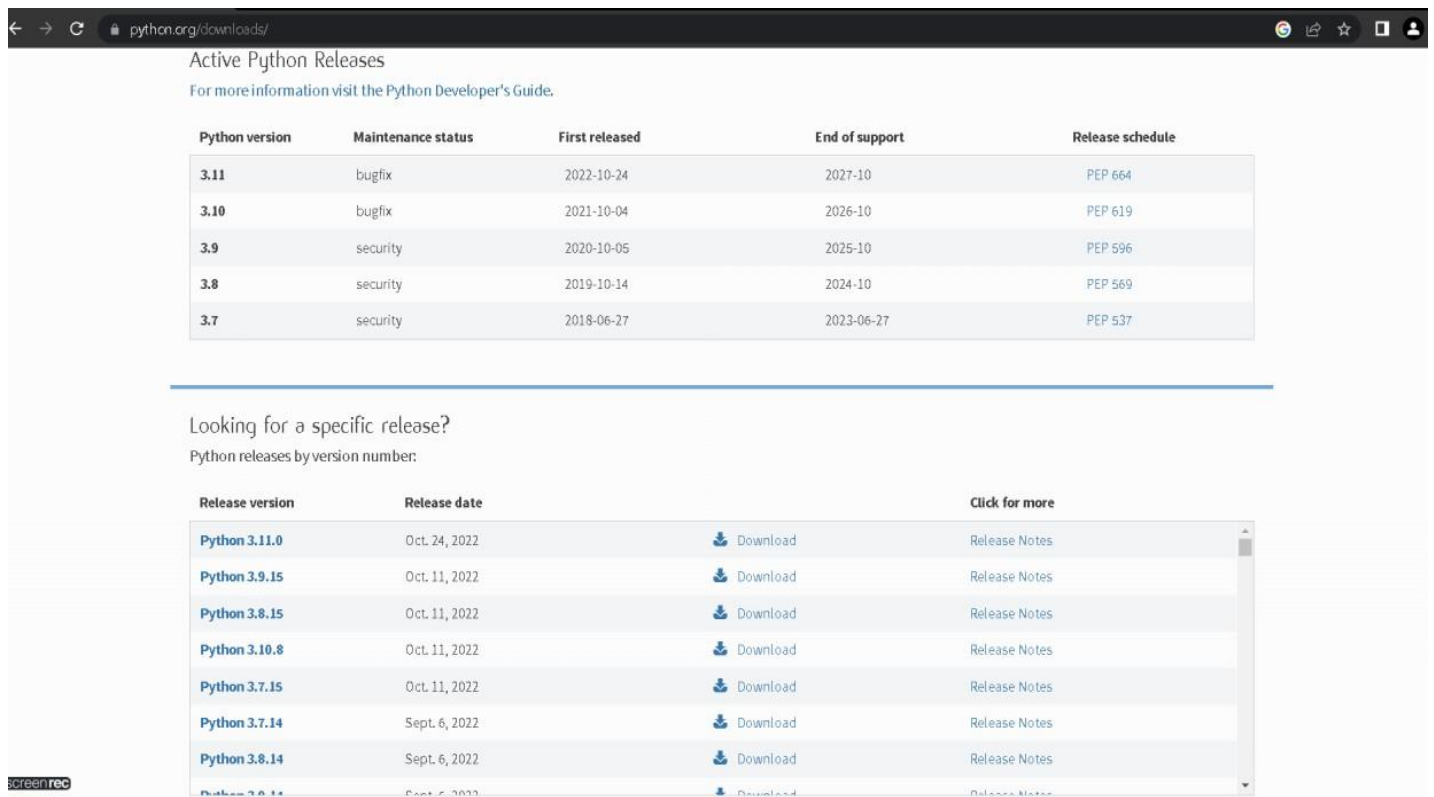 python.org/downloads/
Active Python Releases
For more information visit the Python Developer's Guide.
Python version Maintenance status First released End of support Release schedule
3.11 bugfix 2022-10-24 2027-10 PEP 664
3.10 bugfix 2021-10-04 2026-10 PEP 619
3.9 security 2020-10-05 2025-10 PEP 596
3.8 security 2019-10-14 2024-10 PEP 569
3.7 security 2018-06-27 2023-06-27 PEP 537
Looking for a specific release?
Python releases by version number:
Release version Release date Click for more
Python 3.11.0 Oct. 24, 2022 Download Release Notes
Python 3.9.15 Oct. 11, 2022 Download Release Notes
Python 3.8.15 Oct. 11, 2022 Download Release Notes
Python 3.10.8 Oct. 11, 2022 Download Release Notes
Python 3.7.15 Oct. 11, 2022 Download Release Notes
Python 3.7.14 Sept. 6, 2022 Download Release Notes
Python 3.8.14 Sept. 6, 2022 Download Release Notes
screenrec